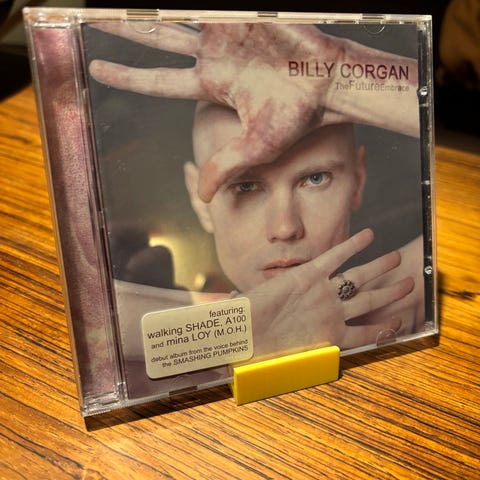 BILLY CORGAN
TheFutureEmbrace
featuring:
walking SHADE, A100
and mina LOY (M.O.H.)
debut album from the voice behind
the SMASHING PUMPKINS